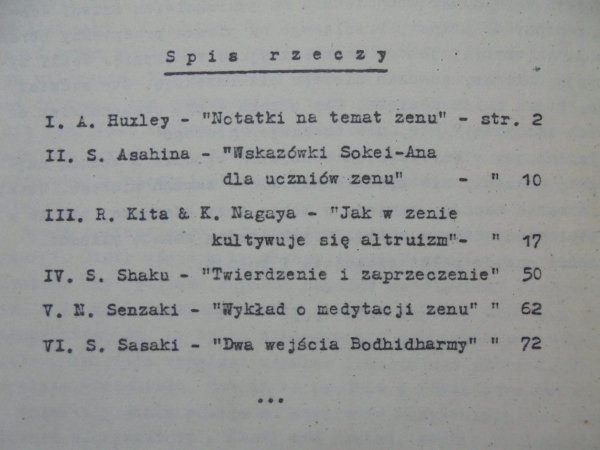 Spis rzeczy
I. A. Huxley - "Notatki na temat zenu" - str. 2
II. S. Asahina - "Wskazówki Sokei-Ana
dla uczniów zenu" - " 10
III. R. Kita & K. Nagaya - "Jak w zenie
kultywuje się altruizm"- " 17
IV. S. Shaku - "Twierdzenie i zaprzeczenie" 50
V. N. Senzaki - "Wykład o medytacji zenu" " 62
VI. S. Sasaki - "Dwa wejścia Bodhidharmy" " 72
...